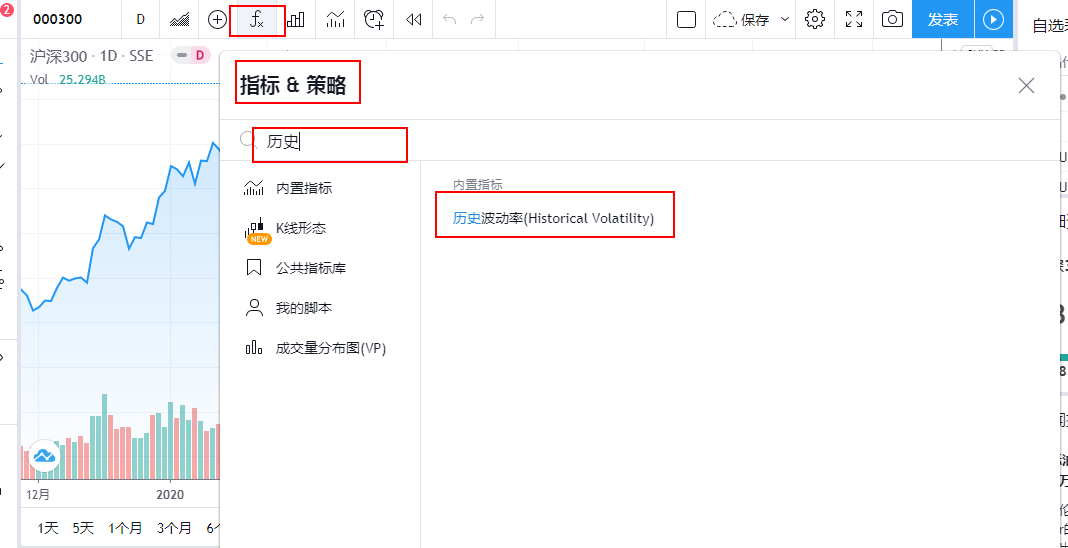 2
000300
D
fx
保存
发表
沪深300 · 1D · SSE
D
Vol 25.294B
指标 & 策略
历史
内置指标
K线形态
NEW
公共指标库
我的脚本
成交量分布图(VP)
内置指标
历史波动率(Historical Volatility)
12月
2020
1天 5天 1个月 3个月
自选